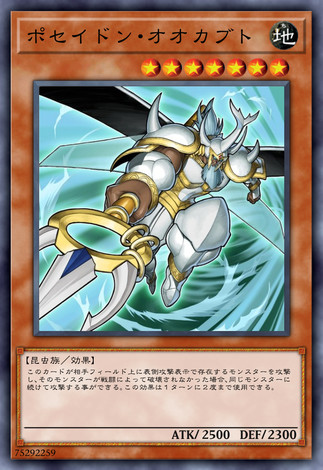 ポセイドン・オオカブト
地
【昆虫族／効果】
このカードが相手フィールド上に表側攻撃表示で存在するモンスターを攻撃
し、そのモンスターが戦闘によって破壊されなかった場合、同じモンスターに
続けて攻撃する事ができる。この効果は１ターンに２度まで使用できる。
ATK/ 2500 DEF/2300
75292259